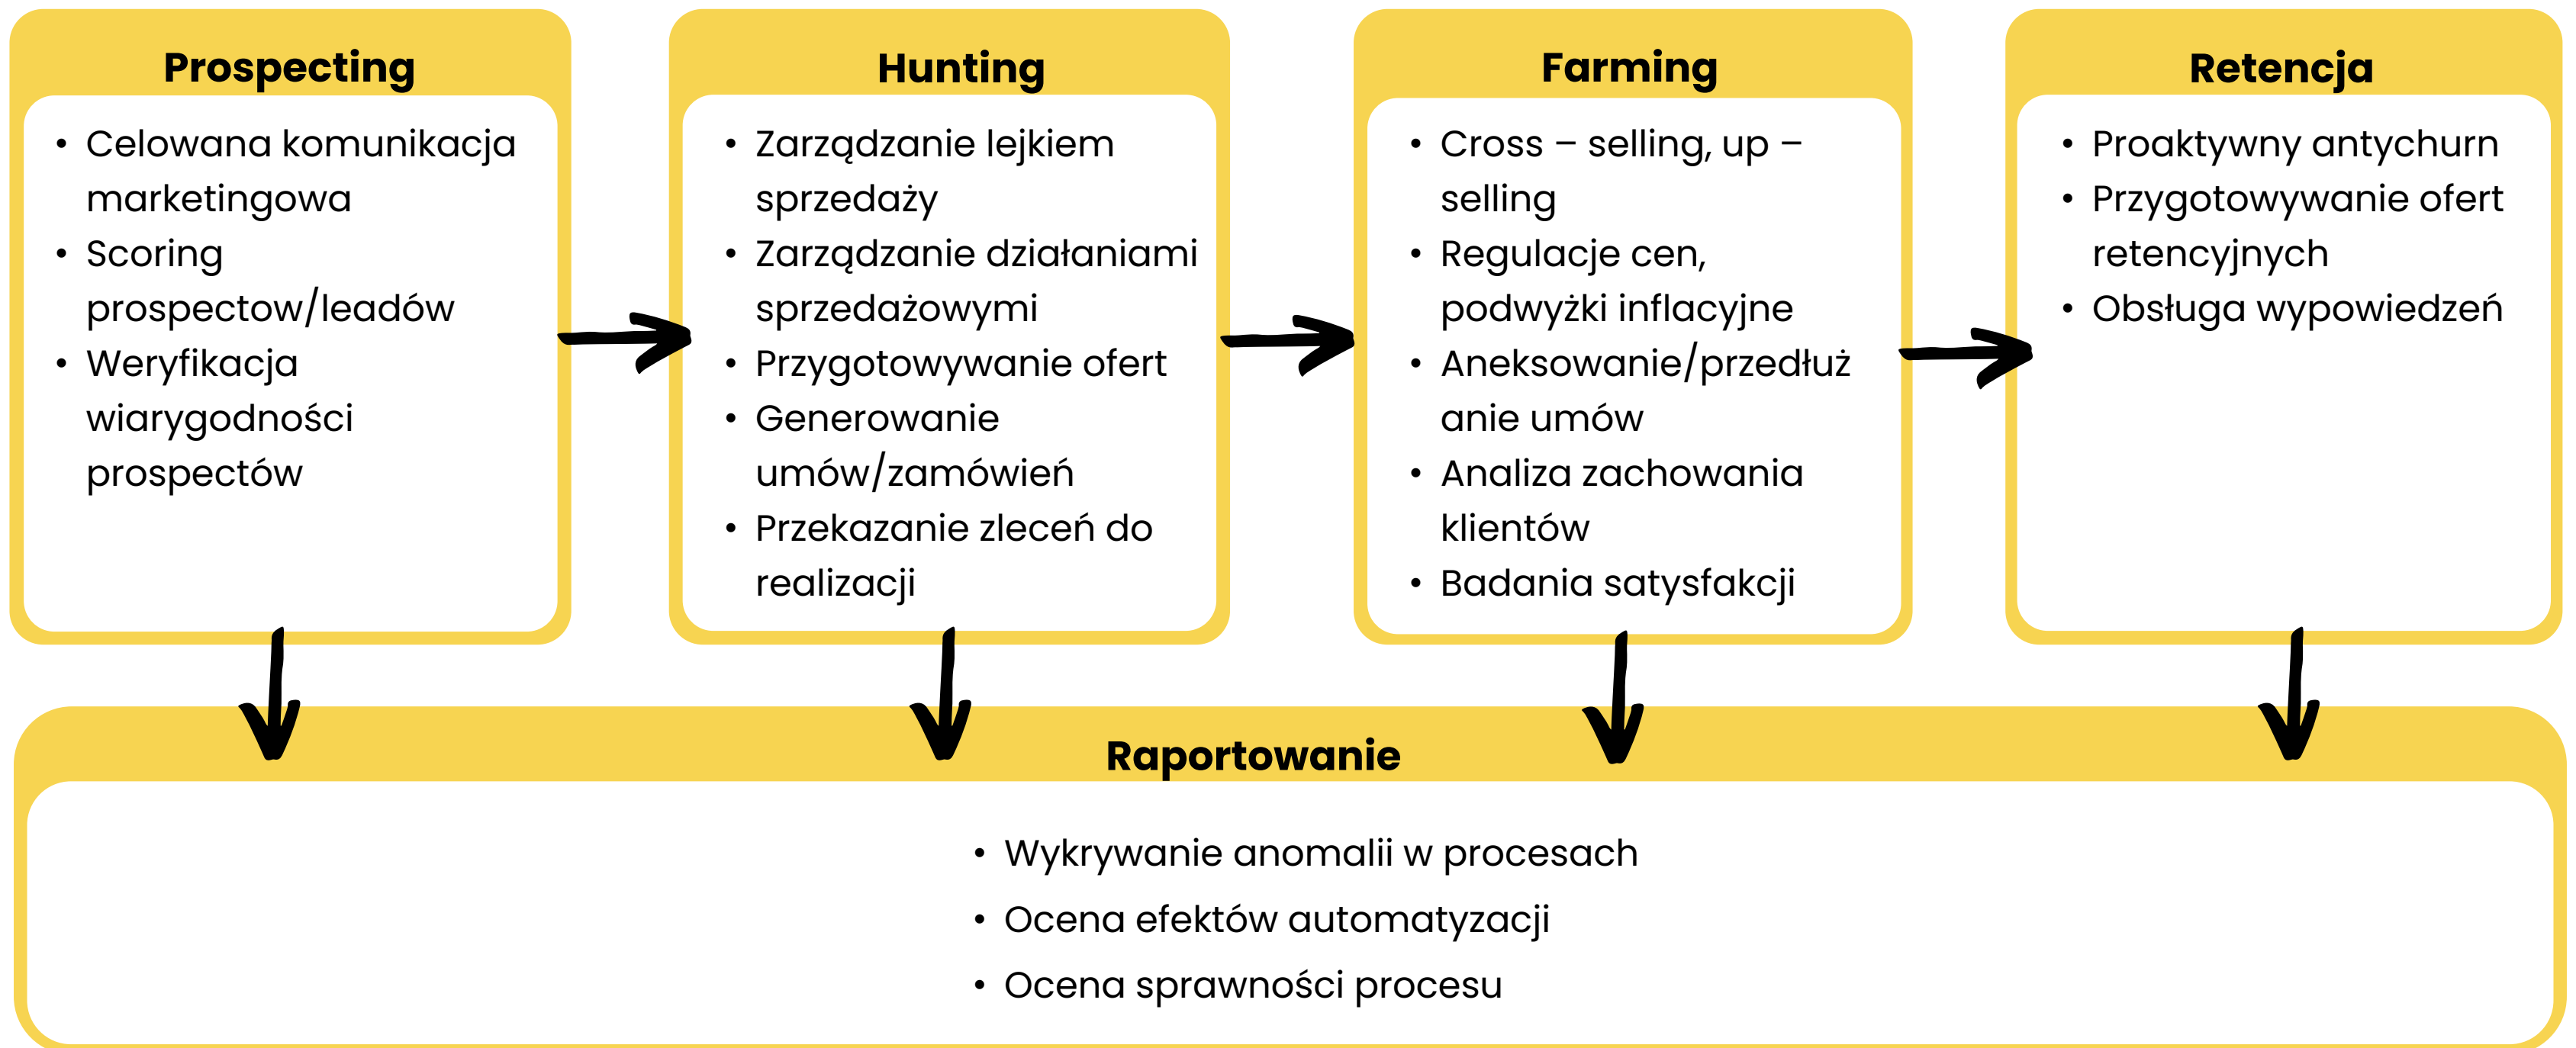 Prospecting
• Celowana komunikacja
marketingowa
• Scoring
prospectow/leadów
• Weryfikacja
wiarygodności
prospectów
Hunting
• Zarządzanie lejkiem
sprzedaży
• Zarządzanie działaniami
sprzedażowymi
• Przygotowywanie ofert
• Generowanie
umów/zamówień
• Przekazanie zleceń do
realizacji
Farming
• Cross – selling, up –
selling
• Regulacje cen,
podwyżki inflacyjne
• Aneksowanie/przedłuż
anie umów
• Analiza zachowania
klientów
• Badania satysfakcji
Retencja
• Proaktywny antychurn
• Przygotowywanie ofert
retencyjnych
• Obsługa wypowiedzeń
Raportowanie
• Wykrywanie anomalii w procesach
• Ocena efektów automatyzacji
• Ocena sprawności procesu